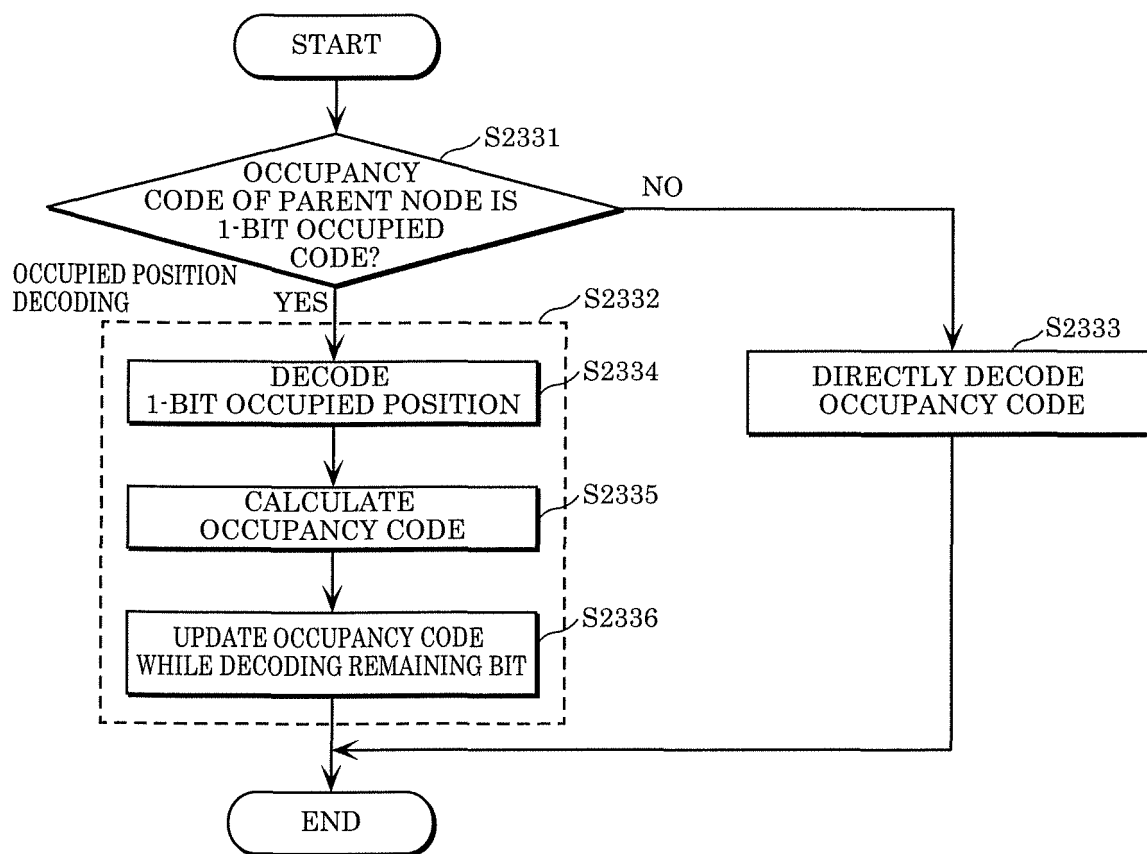 START
S2331
OCCUPANCY
CODE OF PARENT NODE IS
1-BIT OCCUPIED
CODE?
NO
OCCUPIED POSITION
DECODING
YES
S2332
S2333
DECODE
1-BIT OCCUPIED POSITION
S2334
DIRECTLY DECODE
OCCUPANCY CODE
CALCULATE
OCCUPANCY CODE
S2335
UPDATE OCCUPANCY CODE
WHILE DECODING REMAINING BIT
S2336
END